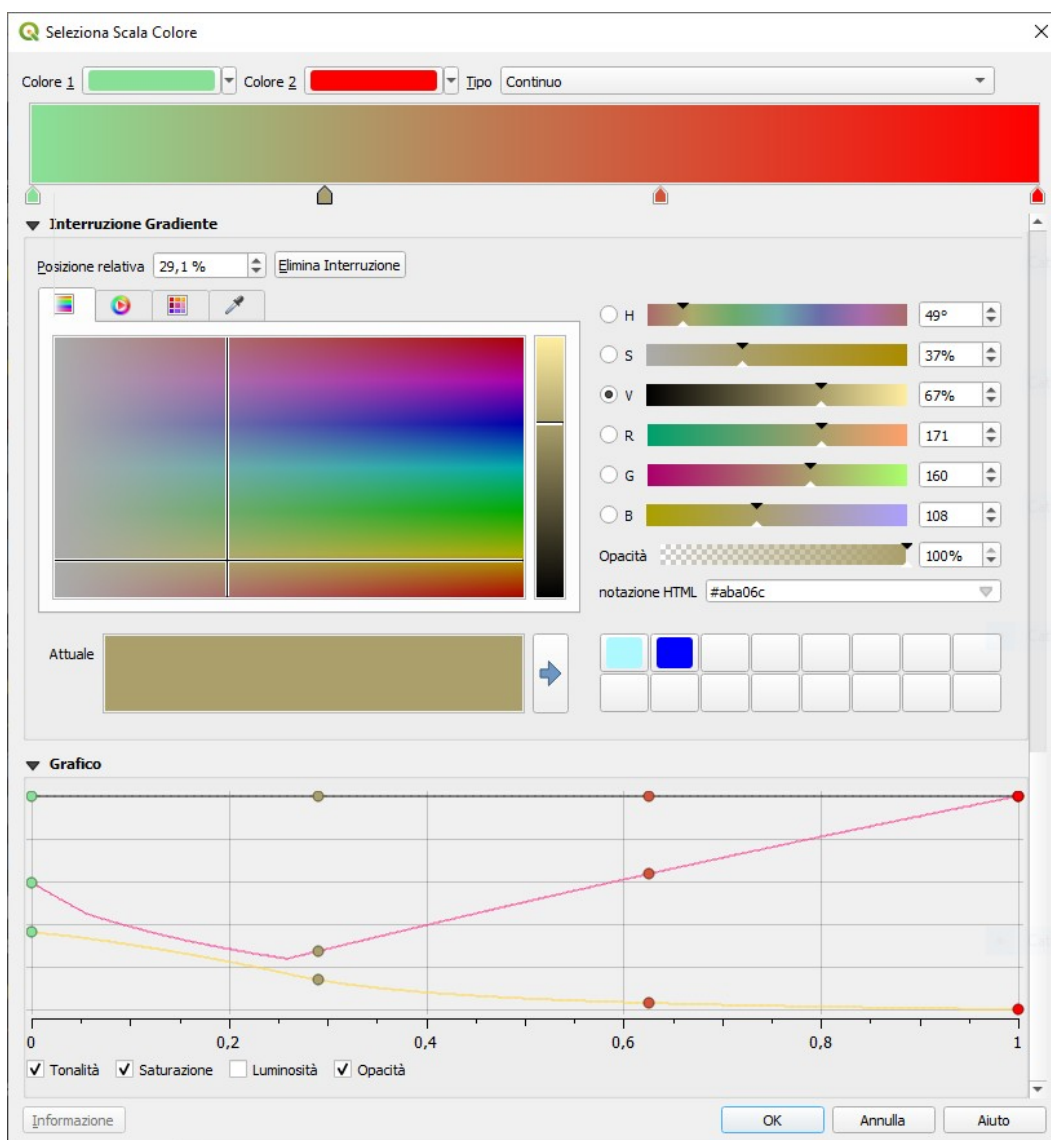 Seleziona Scala Colore
Colore 1 Colore 2 Tipo Continuo
Interruzione Gradiente
Posizione relativa 29,1 % Elimina Interruzione
H 49°
S 37%
V 67%
R 171
G 160
B 108
Opacità 100%
notazione HTML #aba06c
Attuale
Grafico
0 0,2 0,4 0,6 0,8 1
Tonalità Saturazione Luminosità Opacità
Informazione OK Annulla Aiuto